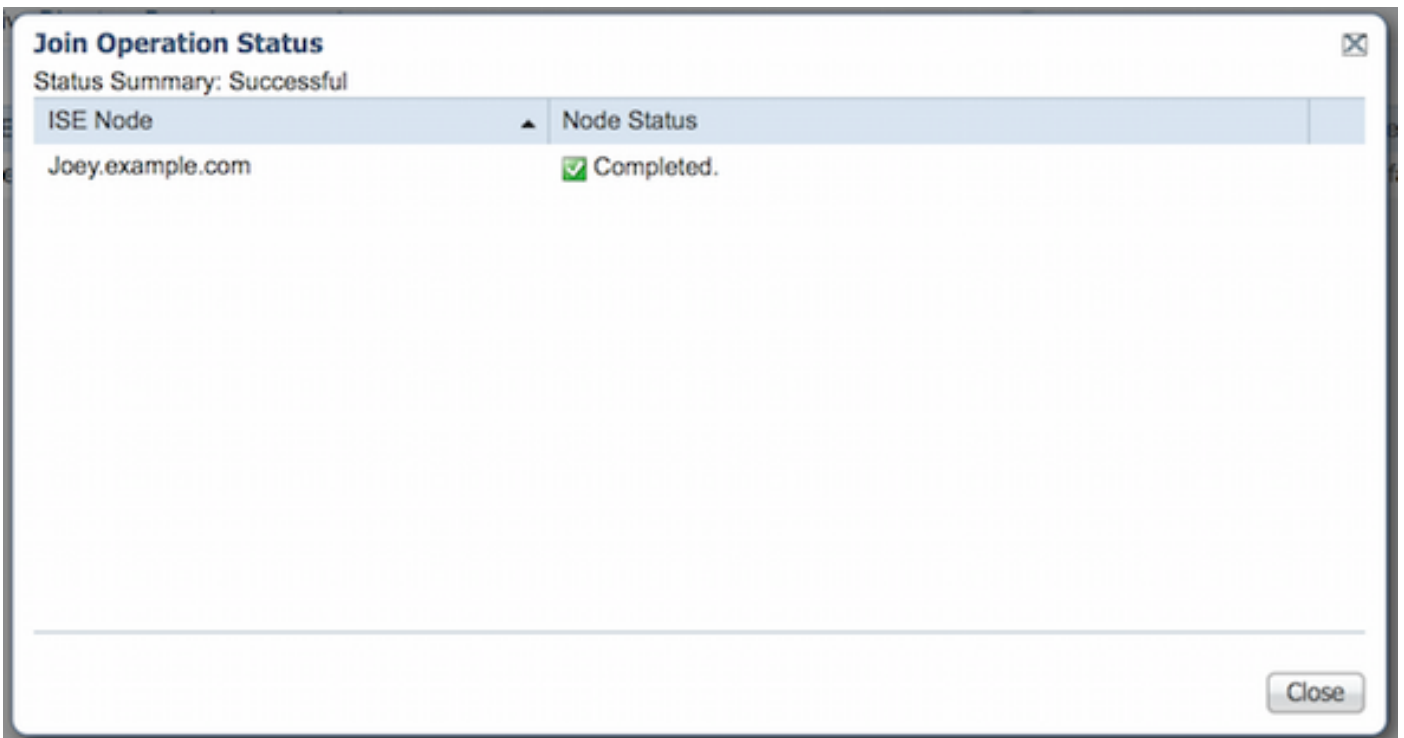 Join Operation Status
Status Summary: Successful
ISE Node
Node Status
Joey.example.com
Completed.
Close